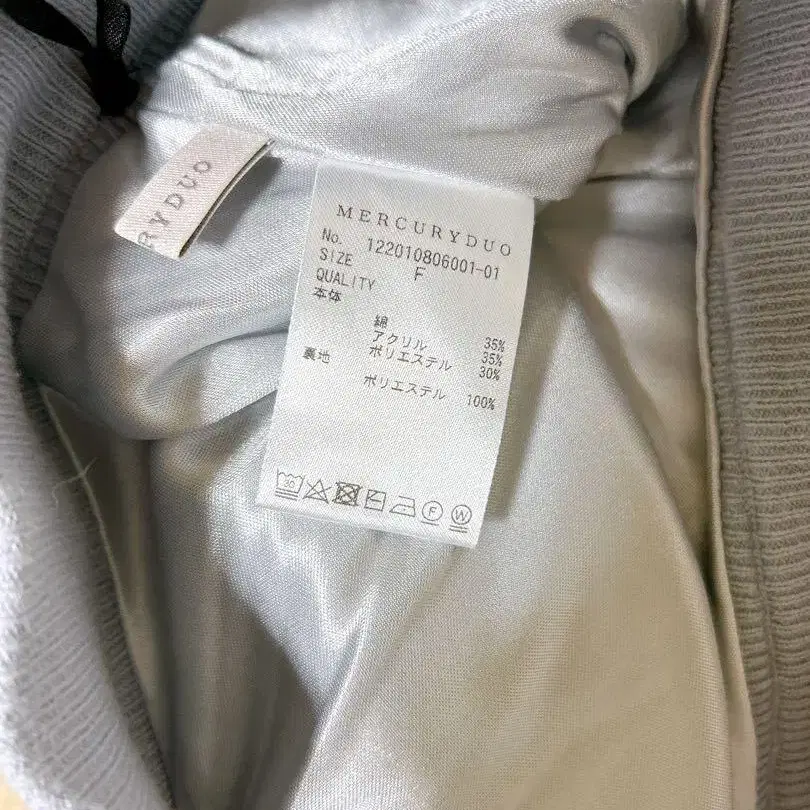 RYDUO
MERCURYDUO
No. 122010806001-01
SIZE F
QUALITY
本体
綿 35%
アクリル 35%
ポリエステル 30%
裏地
ポリエステル 100%
30
F W